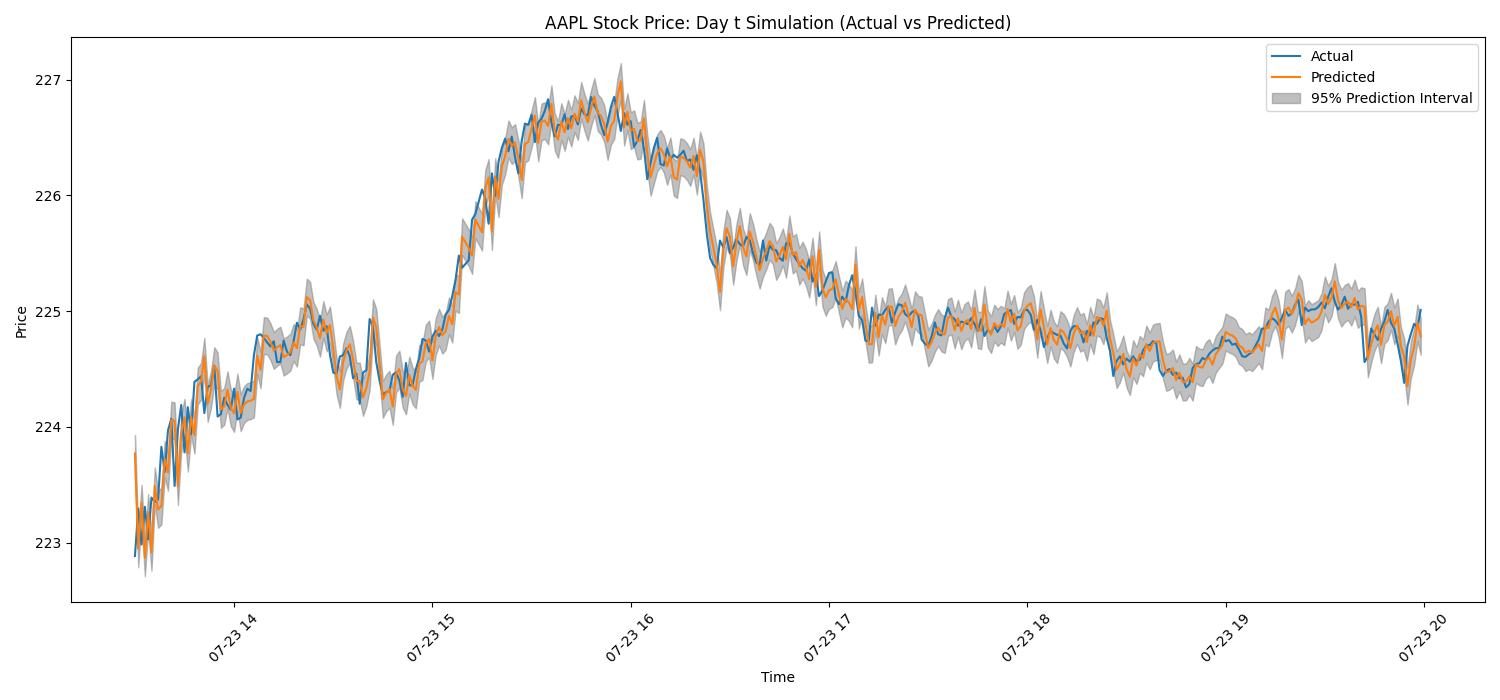 AAPL Stock Price: Day t Simulation (Actual vs Predicted)
Actual
Predicted
95% Prediction Interval
Price
227
226
225
224
223
07-23 14
07-23 15
07-23 16
07-23 17
07-23 18
07-23 19
07-23 20
Time